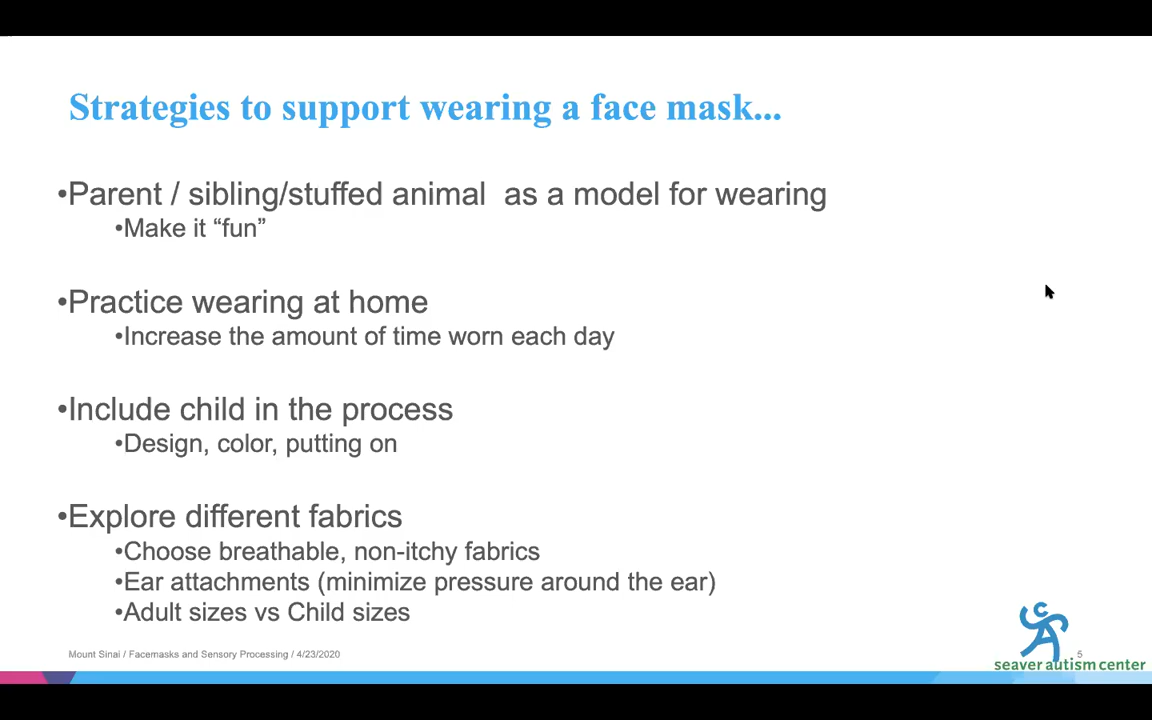 Strategies to support wearing a face mask...
•Parent / sibling/stuffed animal  as a model for wearing
•Make it “fun”
•Practice wearing at home
•Increase the amount of time worn each day
•Include child in the process
•Design, color, putting on
•Explore different fabrics
•Choose breathable, non-itchy fabrics
•Ear attachments (minimize pressure around the ear)
•Adult sizes vs Child sizes
Mount Sinai / Facemasks and Sensory Processing / 4/23/2020
5
seaver autism center